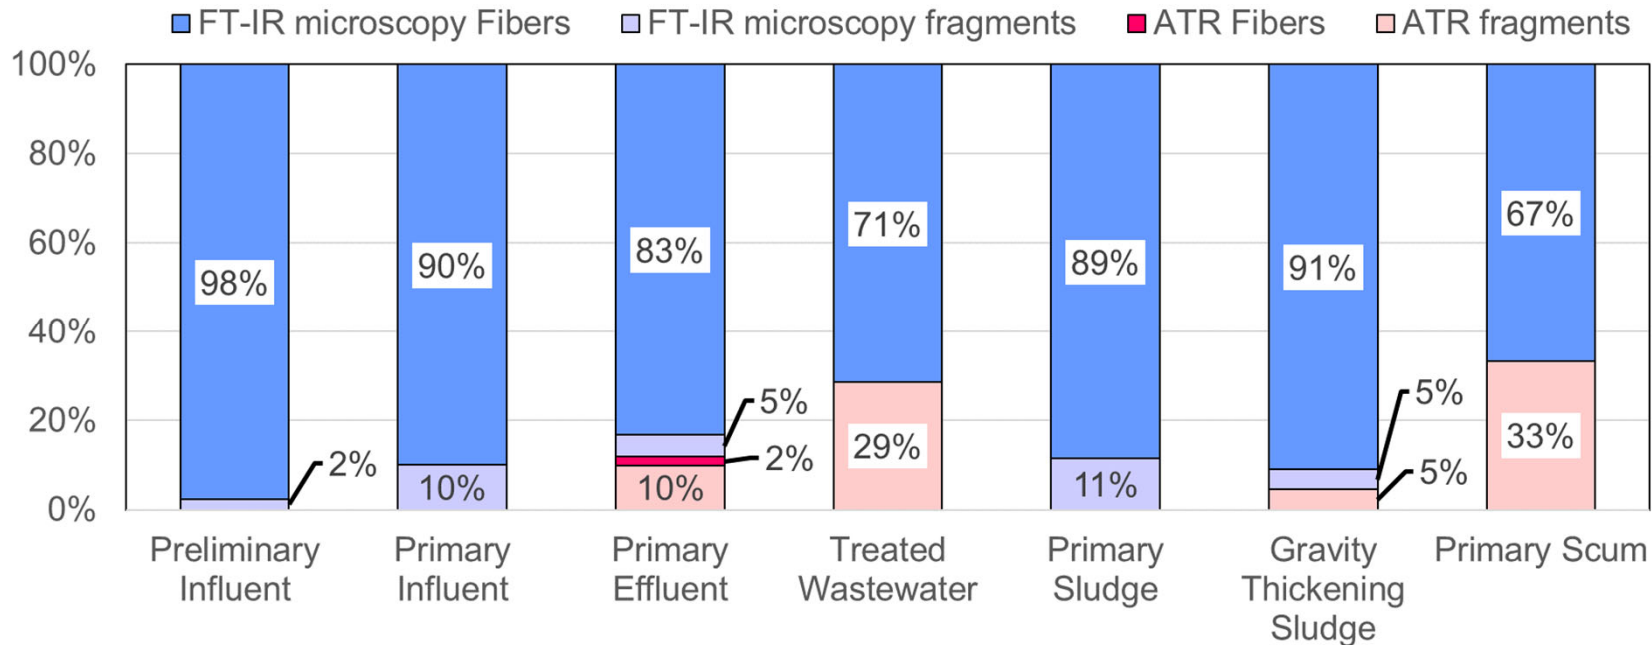 FT-IR microscopy Fibers FT-IR microscopy fragments ATR Fibers ATR fragments
100%
80%
60%
40%
20%
0%
98%
2%
90%
10%
83%
5%
2%
10%
71%
29%
89%
11%
91%
5%
5%
67%
33%
Preliminary
Influent
Primary
Influent
Primary
Effluent
Treated
Wastewater
Primary
Sludge
Gravity
Thickening
Sludge
Primary Scum